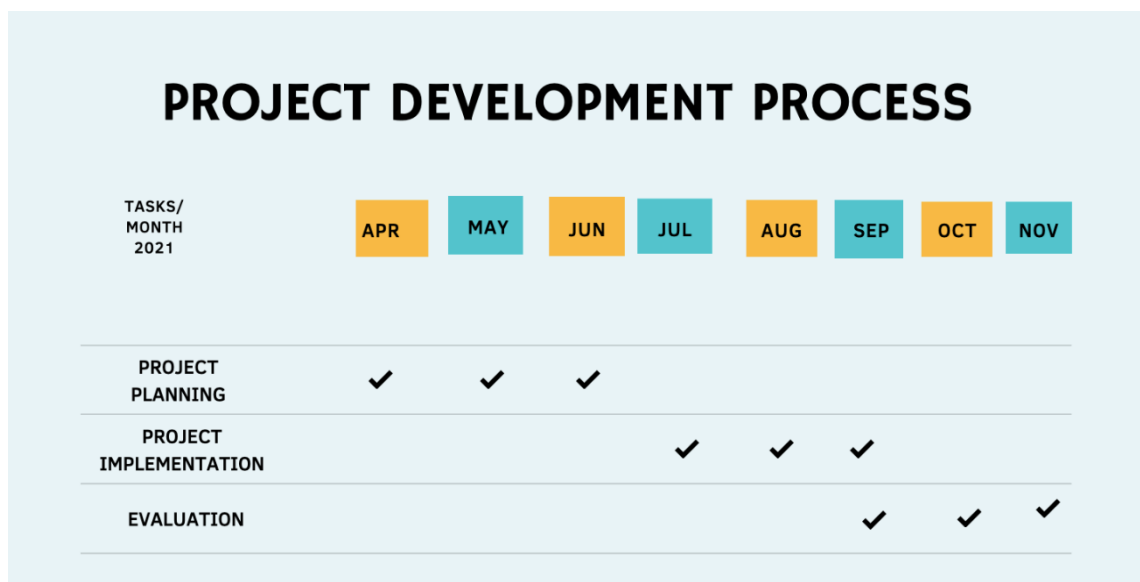 PROJECT DEVELOPMENT PROCESS
TASKS/
MONTH
2021
APR MAY JUN JUL AUG SEP OCT NOV
PROJECT
PLANNING
PROJECT
IMPLEMENTATION
EVALUATION